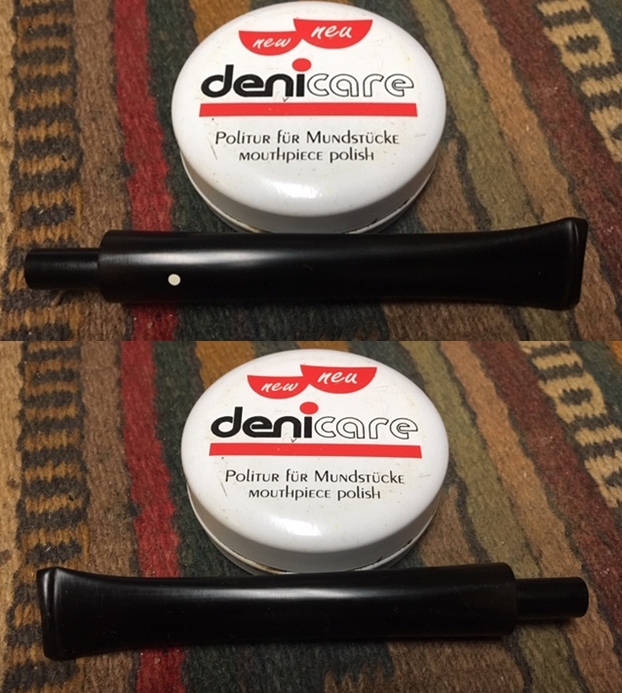 new neu
denicare
Politur für Mundstücke
mouthpiece polish
new neu
denicare
Politur für Mundstücke
mouthpiece polish